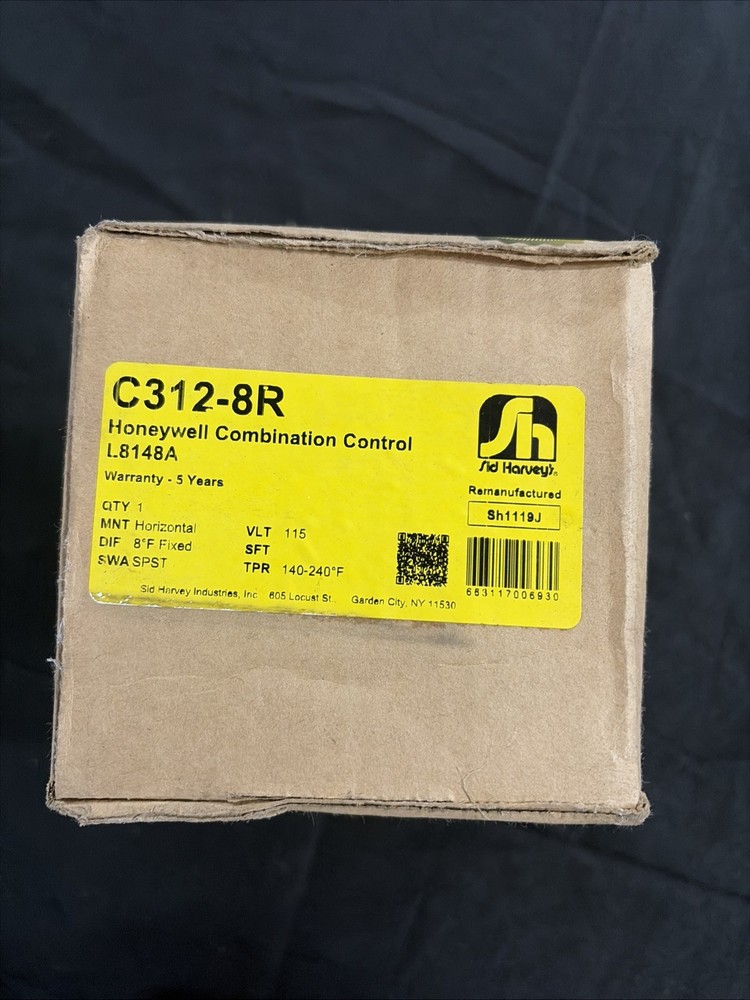 C312-8R
Honeywell Combination Control
L8148A
Warranty - 5 Years
QTY 1
MNT Horizontal
DIF 8°F Fixed
SWA SPST
VLT 115
SFT
TPR 140-240°F
Sh
Sid Harvey's
Remanufactured
Sh1119J
663117006930
Sid Harvey Industries, Inc 605 Locust St. Garden City, NY 11530